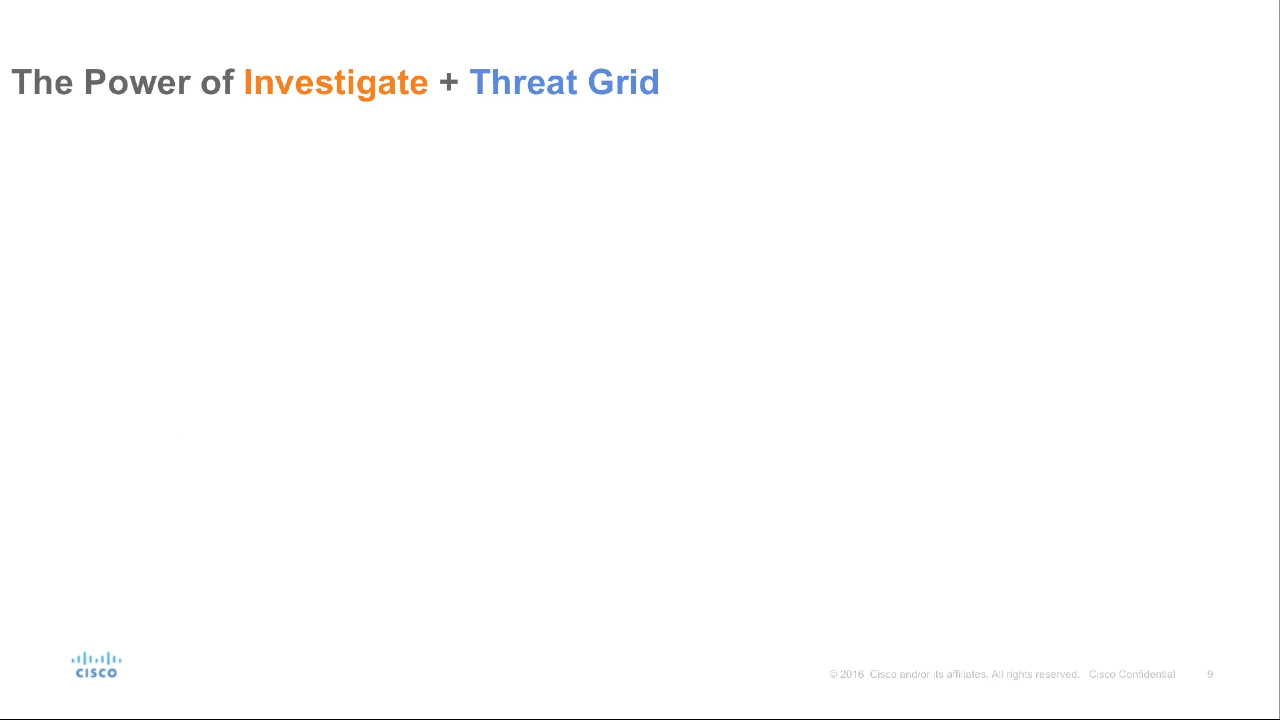 The Power of Investigate + Threat Grid
CISCO
© 2016 Cisco and/or its affiliates. All rights reserved. Cisco Confidential 9